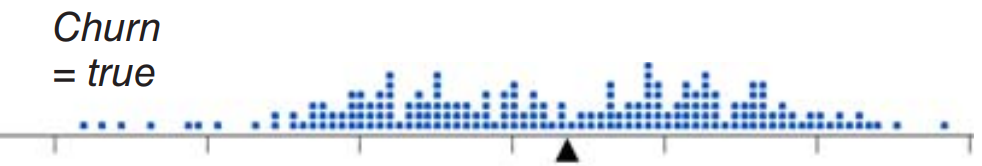 Churn
= true